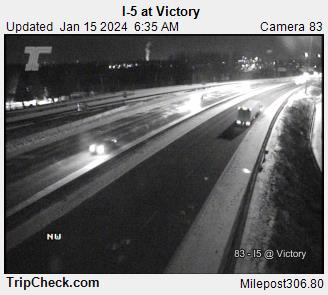 I-5 at Victory
Updated Jan 15 2024 6:35 AM
Camera 83
T
NW
83 - I5 @ Victory
TripCheck.com
Milepost306.80